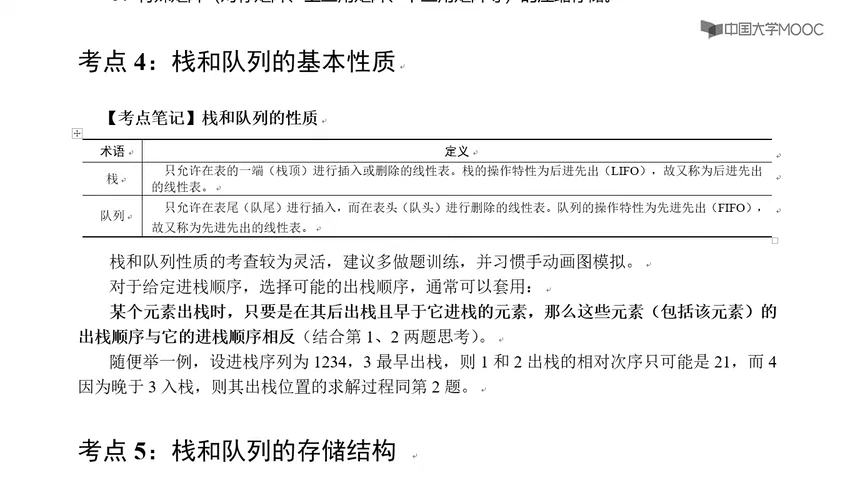 中国大学MOOC
考点 4：栈和队列的基本性质
【考点笔记】栈和队列的性质
术语 定义
栈 只允许在表的一端（栈顶）进行插入或删除的线性表。栈的操作特性为后进先出（LIFO），故又称为后进先出
的线性表。
队列 只允许在表尾（队尾）进行插入，而在表头（队头）进行删除的线性表。队列的操作特性为先进先出（FIFO），
故又称为先进先出的线性表。
栈和队列性质的考查较为灵活，建议多做题训练，并习惯手动画图模拟。
对于给定进栈顺序，选择可能的出栈顺序，通常可以套用：
某个元素出栈时，只要是在其后出栈且早于它进栈的元素，那么这些元素（包括该元素）的
出栈顺序与它的进栈顺序相反（结合第 1、2 两题思考）。
随便举一例，设进栈序列为 1234，3 最早出栈，则 1 和 2 出栈的相对次序只可能是 21，而 4
因为晚于 3 入栈，则其出栈位置的求解过程同第 2 题。
考点 5：栈和队列的存储结构